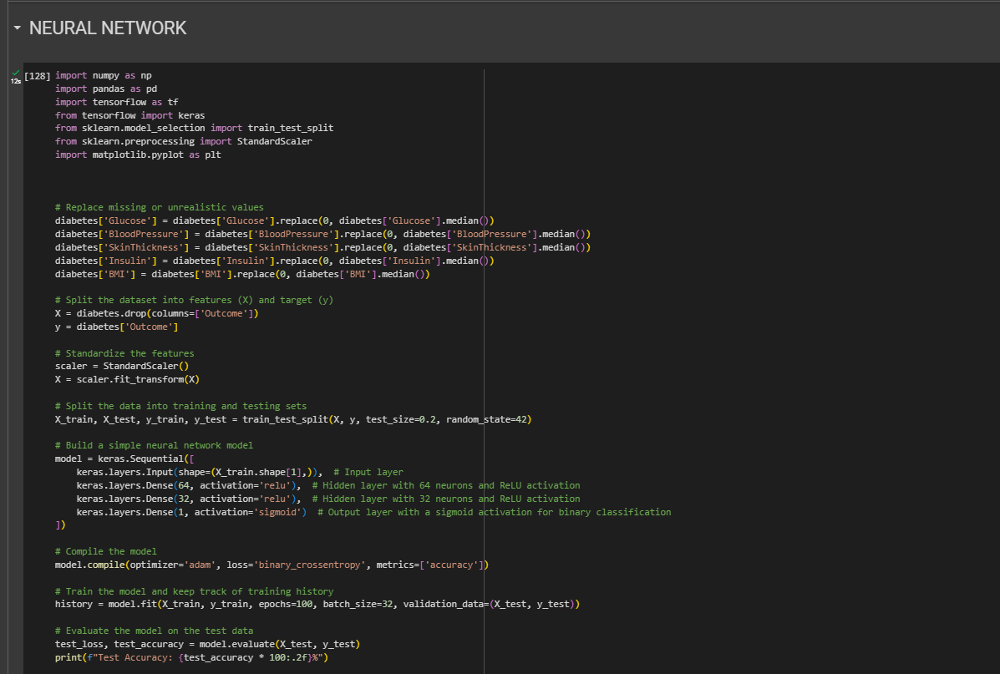 NEURAL NETWORK
12s
[128] import numpy as np
import pandas as pd
import tensorflow as tf
from tensorflow import keras
from sklearn.model_selection import train_test_split
from sklearn.preprocessing import StandardScaler
import matplotlib.pyplot as plt
# Replace missing or unrealistic values
diabetes['Glucose'] = diabetes['Glucose'].replace(0, diabetes['Glucose'].median())
diabetes['BloodPressure'] = diabetes['BloodPressure'].replace(0, diabetes['BloodPressure'].median())
diabetes['SkinThickness'] = diabetes['SkinThickness'].replace(0, diabetes['SkinThickness'].median())
diabetes['Insulin'] = diabetes['Insulin'].replace(0, diabetes['Insulin'].median())
diabetes['BMI'] = diabetes['BMI'].replace(0, diabetes['BMI'].median())
# Split the dataset into features (X) and target (y)
X = diabetes.drop(columns=['Outcome'])
y = diabetes['Outcome']
# Standardize the features
scaler = StandardScaler()
X = scaler.fit_transform(X)
# Split the data into training and testing sets
X_train, X_test, y_train, y_test = train_test_split(X, y, test_size=0.2, random_state=42)
# Build a simple neural network model
model = keras.Sequential([
    keras.layers.Input(shape=(X_train.shape[1],)),  # Input layer
    keras.layers.Dense(64, activation='relu'),  # Hidden layer with 64 neurons and ReLU activation
    keras.layers.Dense(32, activation='relu'),  # Hidden layer with 32 neurons and ReLU activation
    keras.layers.Dense(1, activation='sigmoid')  # Output layer with a sigmoid activation for binary classification
])
# Compile the model
model.compile(optimizer='adam', loss='binary_crossentropy', metrics=['accuracy'])
# Train the model and keep track of training history
history = model.fit(X_train, y_train, epochs=100, batch_size=32, validation_data=(X_test, y_test))
# Evaluate the model on the test data
test_loss, test_accuracy = model.evaluate(X_test, y_test)
print(f"Test Accuracy: {test_accuracy * 100:.2f}%")